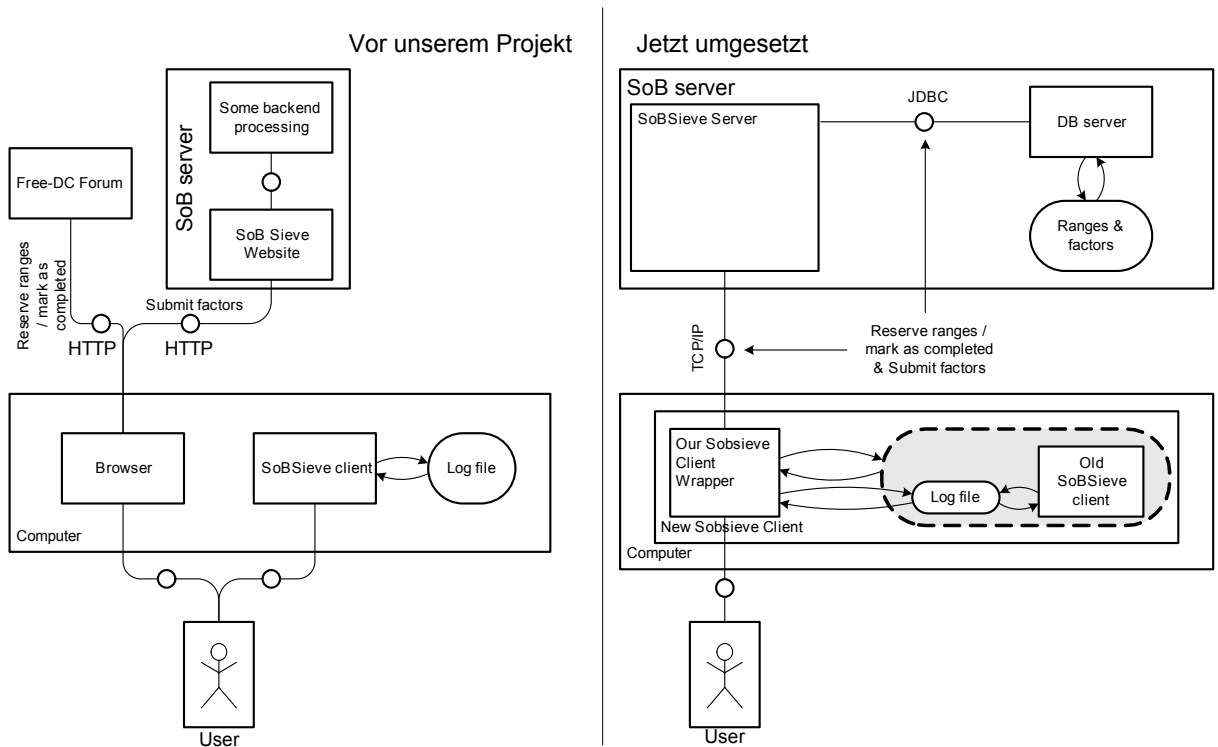 Vor unserem Projekt
Some backend
processing
SoB server
Free-DC Forum
SoB Sieve
Website
Reserve ranges
/ mark as
completed
Submit factors
HTTP
HTTP
Browser
SoBSieve client
Log file
Computer
User
Jetzt umgesetzt
SoB server
SoBSieve Server
JDBC
DB server
Ranges &
factors
TCP/IP
Reserve ranges /
mark as completed
& Submit factors
Our Sobsieve
Client
Wrapper
Log file
Old
SoBSieve
client
New Sobsieve Client
Computer
User